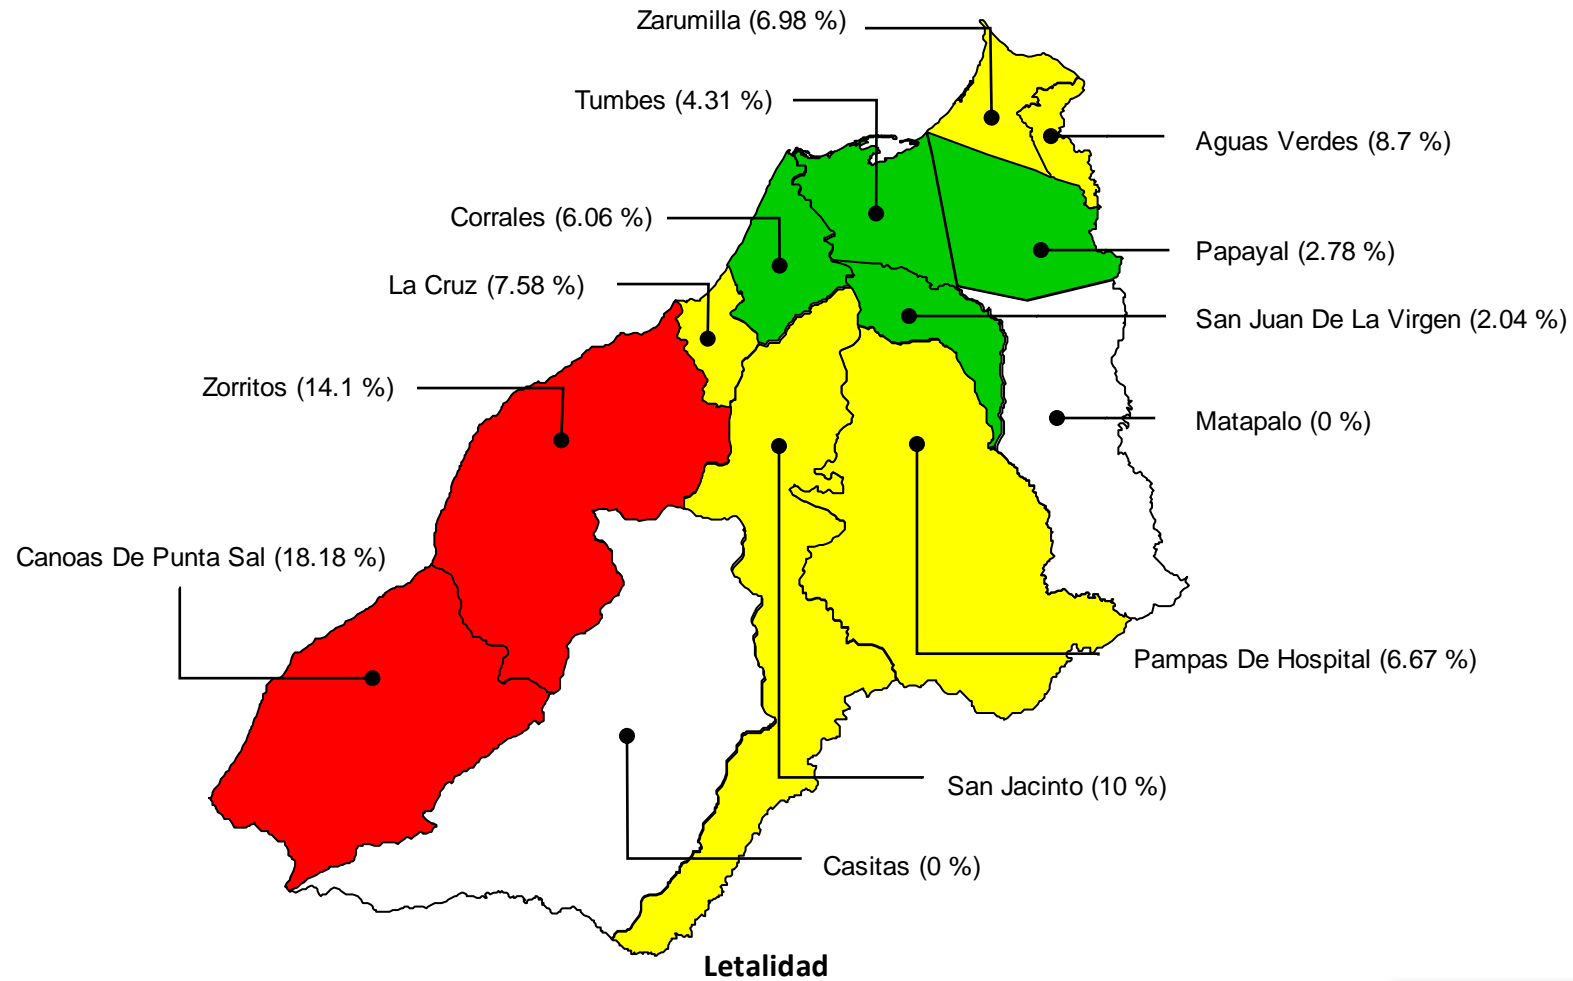 Zarumilla (6.98 %)
Tumbes (4.31 %)
Aguas Verdes (8.7 %)
Corrales (6.06 %)
Papayal (2.78 %)
La Cruz (7.58 %)
San Juan De La Virgen (2.04 %)
Zorritos (14.1 %)
Matapalo (0 %)
Canoas De Punta Sal (18.18 %)
Pampas De Hospital (6.67 %)
San Jacinto (10 %)
Casitas (0 %)
Letalidad